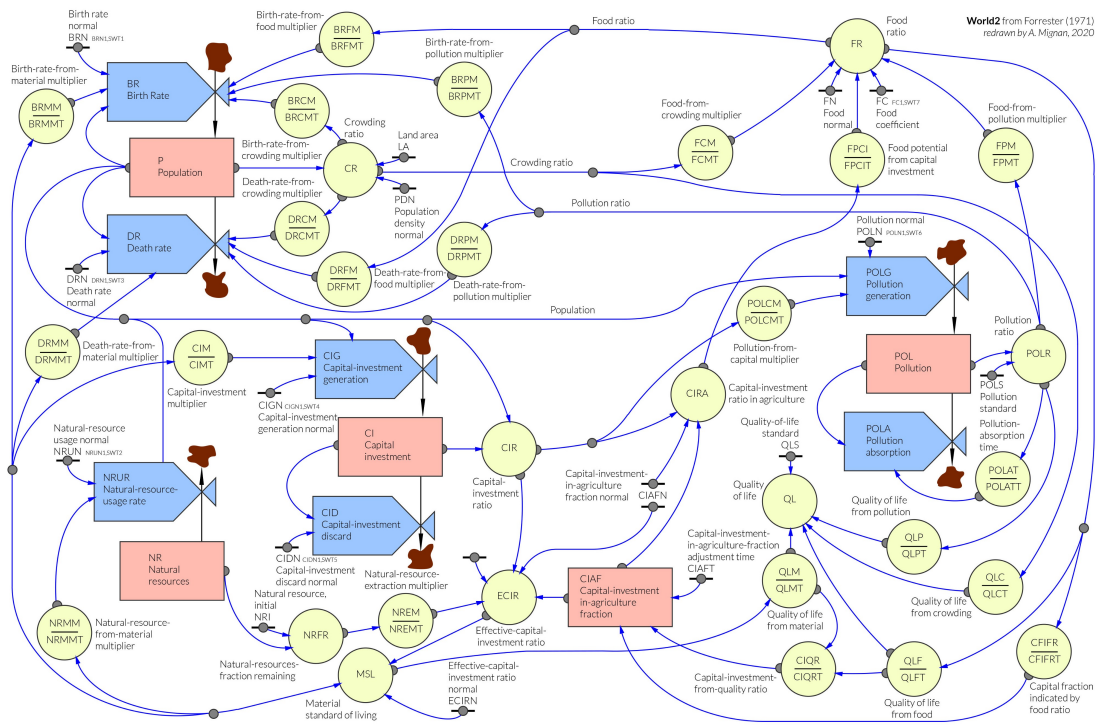 World2 from Forrester (1971)
redrawn by A. Mignan, 2020
Birth rate
normal
BRN BRN1,SWT1
Birth-rate-from-
food multiplier
BRFM
BRFMT
Food ratio
Food
ratio
FR
Birth-rate-from-
pollution multiplier
BRPM
BRPMT
Birth-rate-from-
material multiplier
BRMM
BRMMT
BR
Birth Rate
BRCM
BRCMT
Birth-rate-from-
crowding multiplier
Crowding
ratio
CR
Land area
LA
P
Population
Crowding ratio
FN
Food
normal
FC FC1,SWT7
Food
coefficient
Food-from-
crowding multiplier
FCM
FCMT
FPCI
FPCIT
Food potential
from capital
investment
Food-from-
pollution multiplier
FPM
FPMT
Death-rate-from-
crowding multiplier
DRCM
DRCMT
PDN
Population
density
normal
Pollution ratio
DR
Death rate
DRN DRN1,SWT3
Death rate
normal
DRFM
DRFMT
Death-rate-from-
food multiplier
DRPM
DRPMT
Death-rate-from-
pollution multiplier
Pollution normal
POLN POLN1,SWT6
POLG
Pollution
generation
Population
POLCM
POLCMT
Pollution-from-
capital multiplier
Pollution
ratio
POLR
POL
Pollution
POLS
Pollution
standard
DRMM
DRMMT
Death-rate-from-
material multiplier
CIM
CIMT
Capital-investment
multiplier
CIG
Capital-investment
generation
CIGN CIGN1,SWT4
Capital-investment
generation normal
CIRA
Capital-investment
ratio in agriculture
POLA
Pollution
absorption
Pollution-
absorption
time
POLAT
POLATT
CI
Capital
investment
CIR
Capital-
investment
ratio
Natural-resource
usage normal
NRUN NRUN1,SWT2
NRUR
Natural-resource-
usage rate
Capital-investment-
in-agriculture
fraction normal
CIAFN
Quality-of-life
standard
QLS
Quality of
life
QL
Quality of life
from pollution
QLP
QLPT
CID
Capital-investment
discard
CIDN CIDN1,SWT5
Capital-investment
discard normal
NR
Natural
resources
Natural-resource-
extraction multiplier
NREM
NREMT
Natural resource,
initial
NRI
NRFR
Natural-resources-
fraction remaining
ECIR
Effective-capital-
investment ratio
CIAF
Capital-investment
in-agriculture
fraction
Capital-investment-
in-agriculture-fraction
adjustment time
CIAFT
QLM
QLMT
Quality of life
from material
QLC
QLCT
Quality of life
from crowding
NRMM
NRMMT
Natural-resource-
from-material
multiplier
MSL
Material
standard of living
Effective-capital-
investment ratio
normal
ECIRN
Capital-investment-
from-quality ratio
CIQR
CIQRT
QLF
QLFT
Quality of life
from food
CFIFR
CFIFRT
Capital fraction
indicated by
food ratio